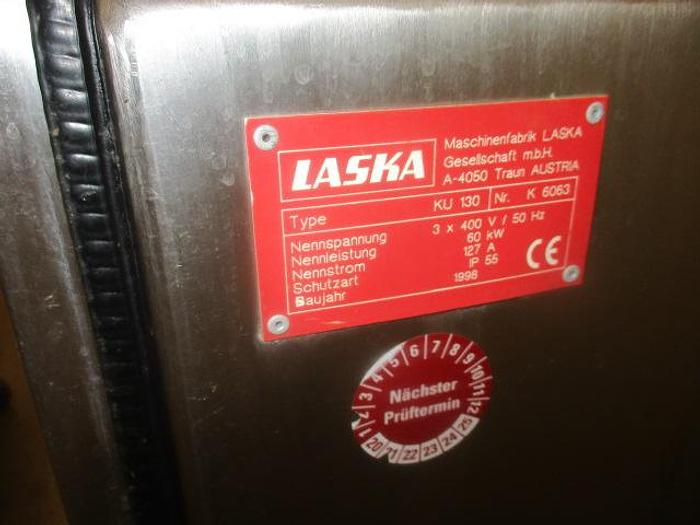 LASKA
Maschinenfabrik LASKA
Gesellschaft m.b.H.
A-4050 Traun AUSTRIA
Type KU 130 Nr. K 6063
Nennspannung 3 x 400 V / 50 Hz
Nennleistung 60 kW
Nennstrom 127 A
Schutzart IP 55
Baujahr 1998
CE
1 2 3 4 5 6 7 8 9 10 11 12
Nächster
Prüftermin
20 21 22 23 24 25